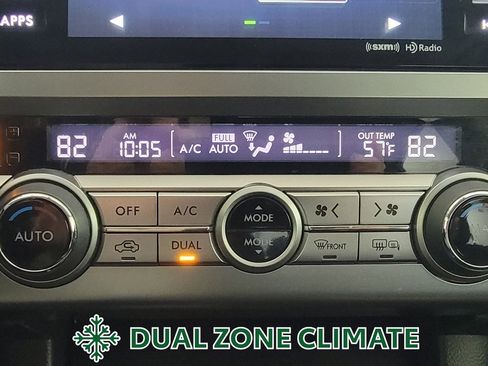 APPS
((sxm)) HD Radio
AM FULL OUT TEMP
82 10:05 A/C AUTO 57°F 82
OFF A/C MODE
AUTO
MODE
DUAL FRONT
DUAL ZONE CLIMATE